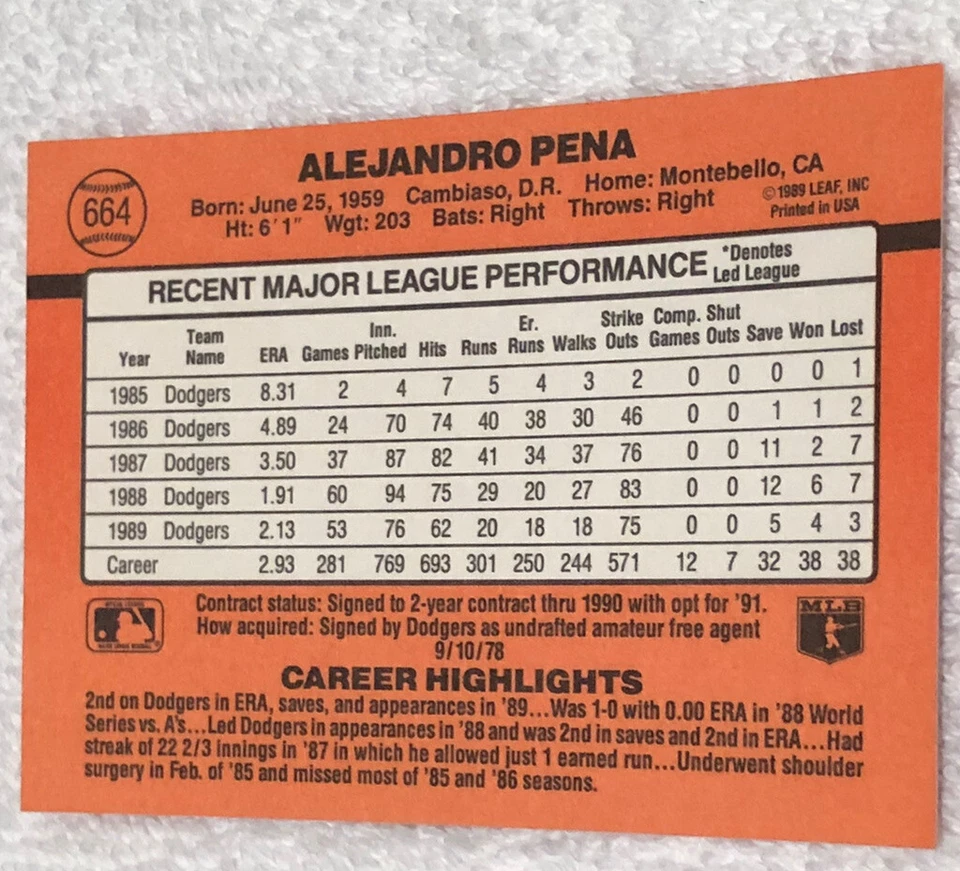 ALEJANDRO PENA
664
Born: June 25, 1959 Cambiaso, D.R. Home: Montebello, CA
Ht: 6'1" Wgt: 203 Bats: Right Throws: Right
©1989 LEAF, INC
Printed in USA
RECENT MAJOR LEAGUE PERFORMANCE *Denotes Led League
Year Team Name ERA Games Inn. Pitched Hits Runs Er. Runs Walks Strike Outs Comp. Games Shut Outs Save Won Lost
1985 Dodgers 8.31 2 4 7 5 4 3 2 0 0 0 0 1
1986 Dodgers 4.89 24 70 74 40 38 30 46 0 0 1 1 2
1987 Dodgers 3.50 37 87 82 41 34 37 76 0 0 11 2 7
1988 Dodgers 1.91 60 94 75 29 20 27 83 0 0 12 6 7
1989 Dodgers 2.13 53 76 62 20 18 18 75 0 0 5 4 3
Career 2.93 281 769 693 301 250 244 571 12 7 32 38 38
Contract status: Signed to 2-year contract thru 1990 with opt for '91.
How acquired: Signed by Dodgers as undrafted amateur free agent
9/10/78
MLB
CAREER HIGHLIGHTS
2nd on Dodgers in ERA, saves, and appearances in '89...Was 1-0 with 0.00 ERA in '88 World
Series vs. A's...Led Dodgers in appearances in '88 and was 2nd in saves and 2nd in ERA...Had
streak of 22 2/3 innings in '87 in which he allowed just 1 earned run...Underwent shoulder
surgery in Feb. of '85 and missed most of '85 and '86 seasons.